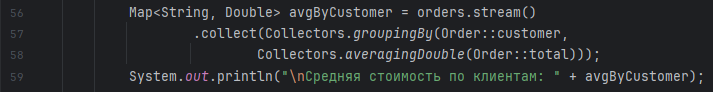 56 Map<String, Double> avgByCustomer = orders.stream()
57 .collect(Collectors.groupingBy(Order::customer,
58 Collectors.averagingDouble(Order::total)));
59 System.out.println("\nСредняя стоимость по клиентам: " + avgByCustomer);